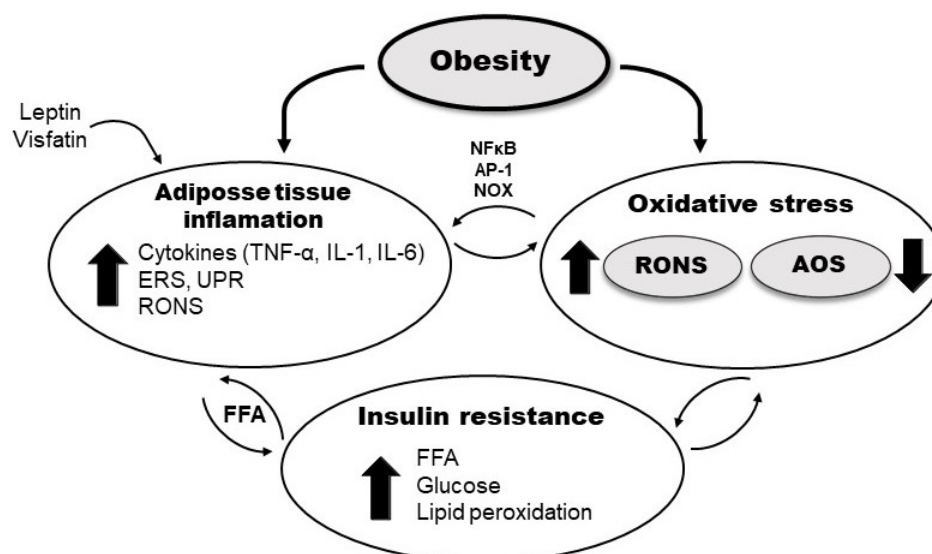 Obesity
Leptin
Visfatin
NFκB
AP-1
NOX
Adiposse tissue
inflamation
Cytokines (TNF-α, IL-1, IL-6)
ERS, UPR
RONS
Oxidative stress
RONS
AOS
FFA
Insulin resistance
FFA
Glucose
Lipid peroxidation